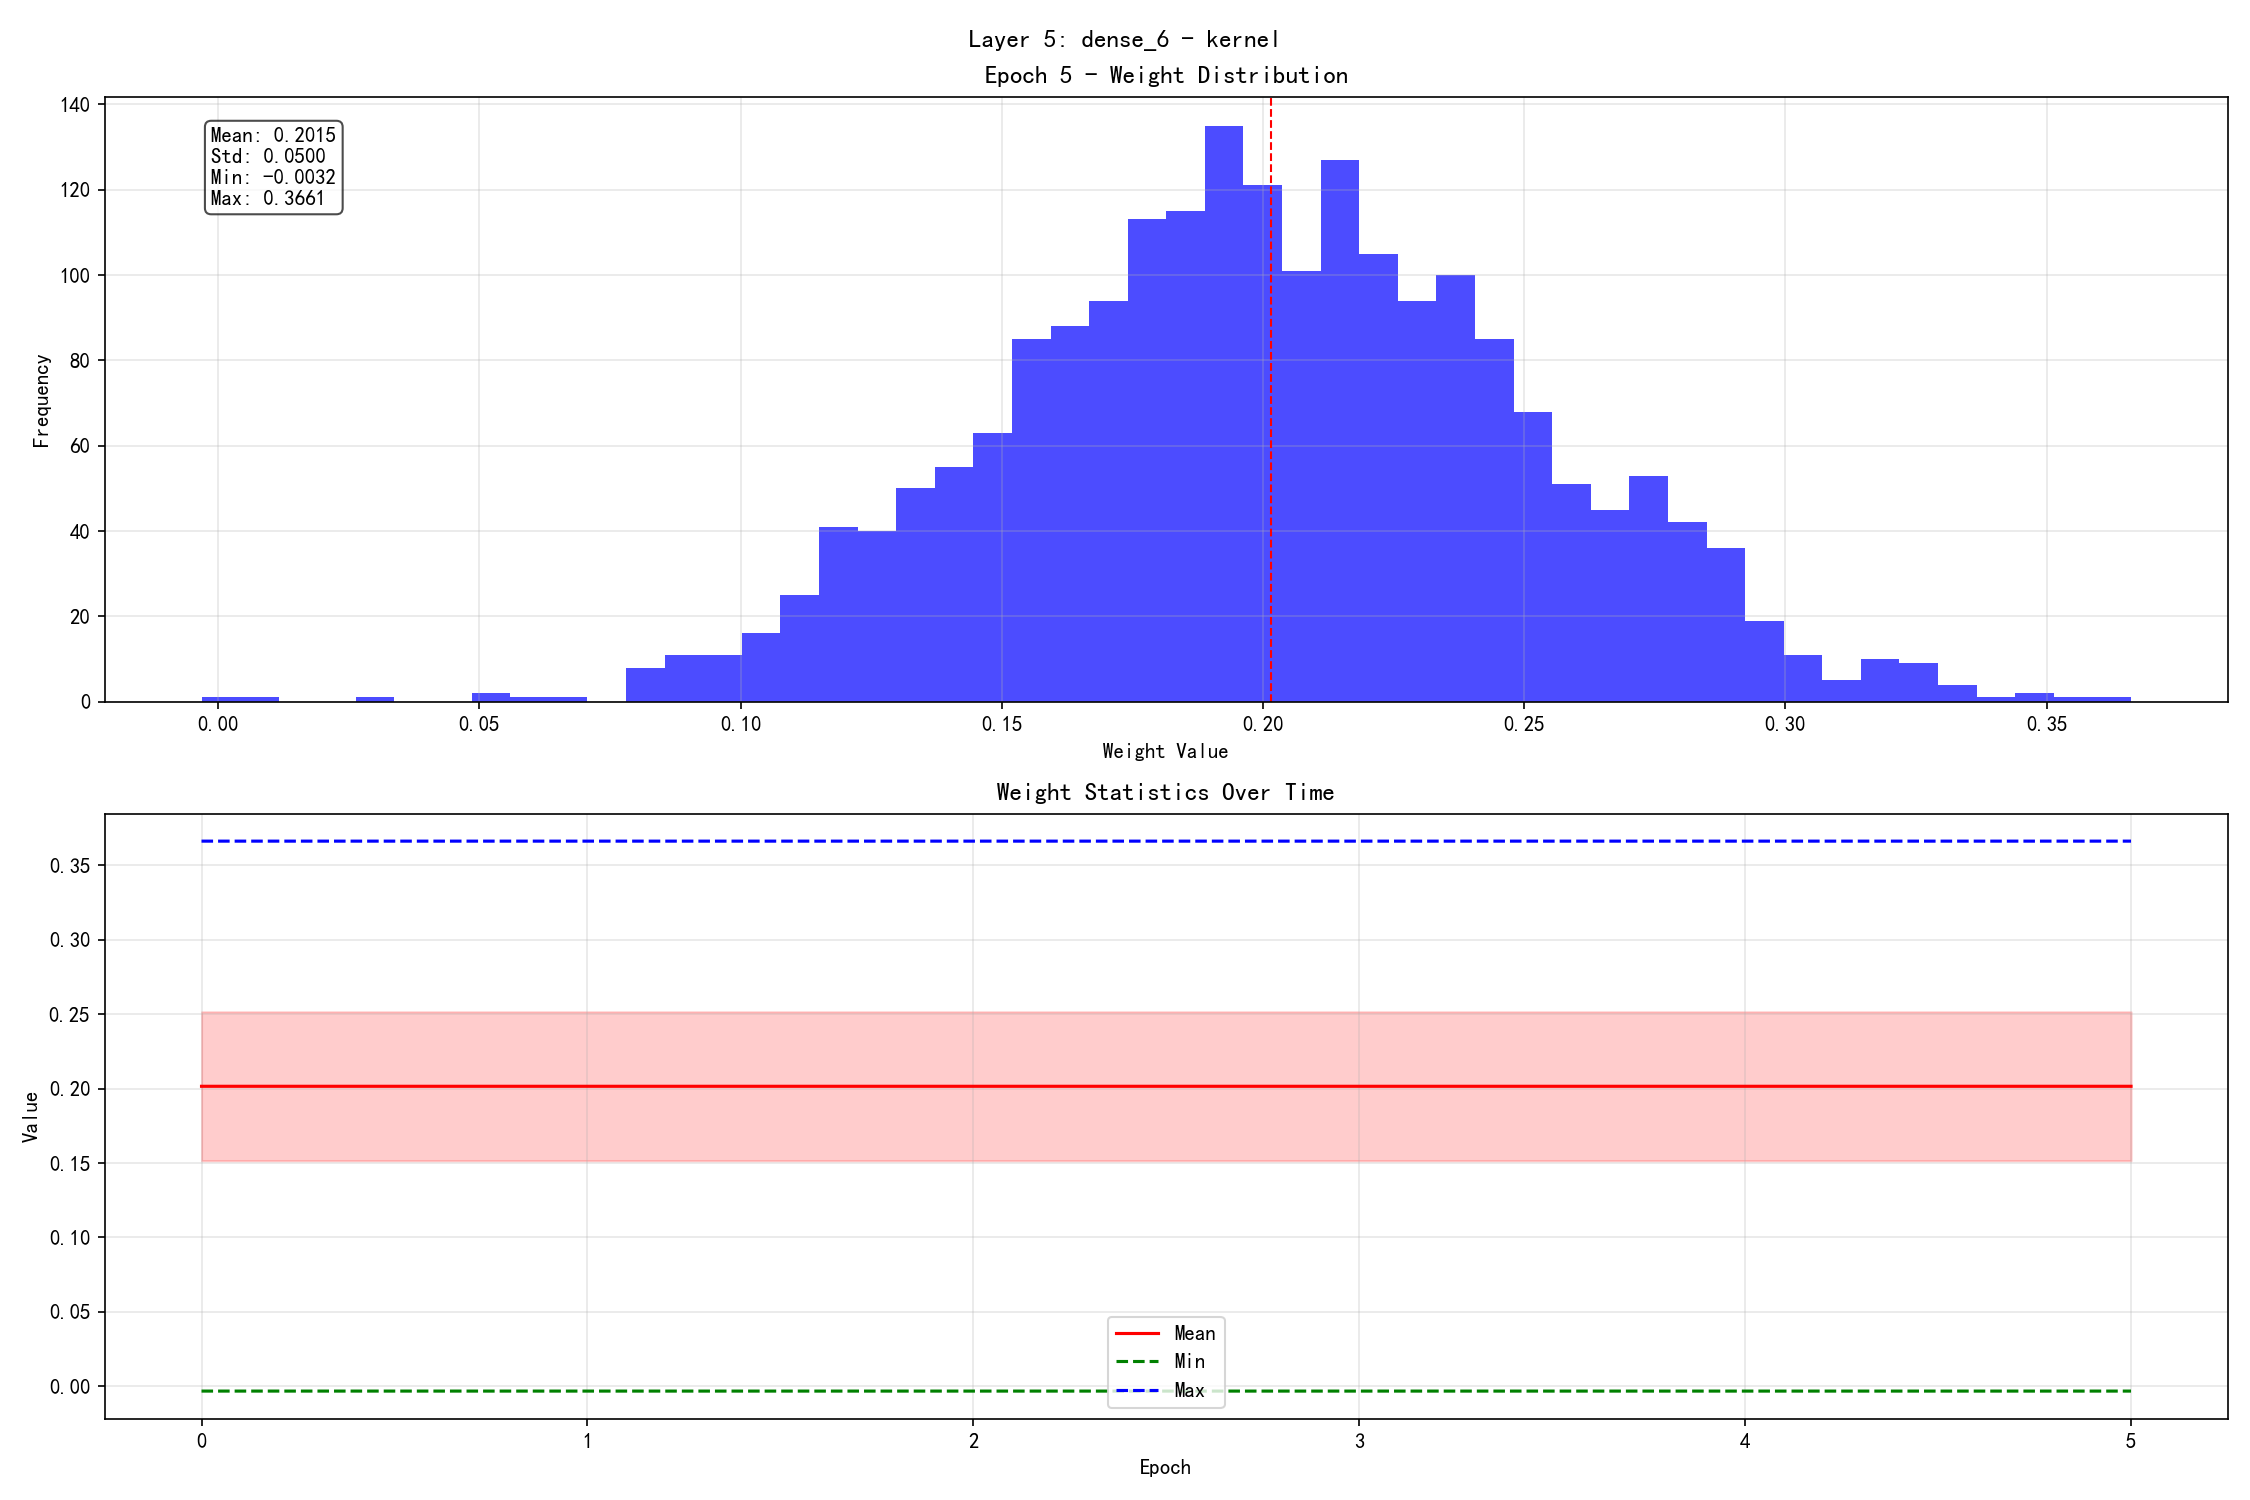 Layer 5: dense_6 - kernel
Epoch 5 - Weight Distribution
140
120
100
80
60
40
20
0
Frequency
Mean: 0.2015
Std: 0.0500
Min: -0.0032
Max: 0.3661
0.00 0.05 0.10 0.15 0.20 0.25 0.30 0.35
Weight Value
Weight Statistics Over Time
0.35
0.30
0.25
0.20
0.15
0.10
0.05
0.00
Value
Mean
Min
Max
0 1 2 3 4 5
Epoch